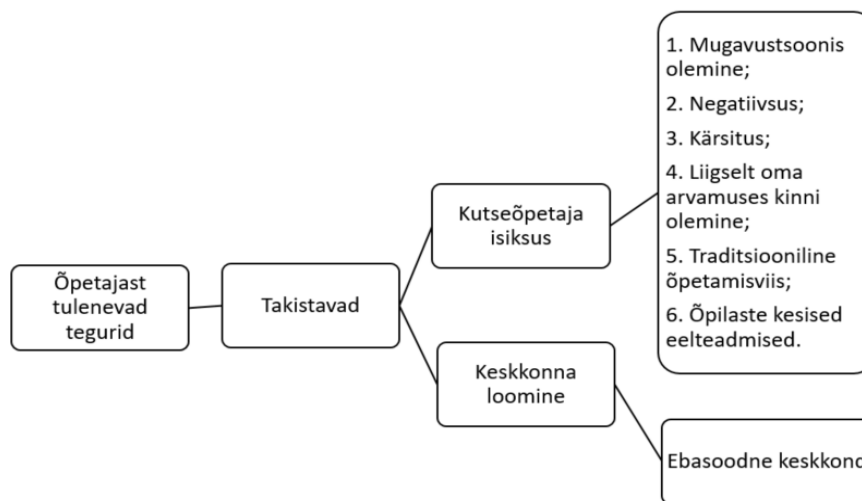 Õpetajast
tulenevad
tegurid
Takistavad
Kutseõpetaja
isiksus
1. Mugavustsoonis
olemine;
2. Negatiivsus;
3. Kärsitus;
4. Liigselt oma
arvamuses kinni
olemine;
5. Traditsiooniline
õpetamisviis;
6. Õpilaste kesised
eelteadmised.
Keskkonna
loomine
Ebasoodne keskkond